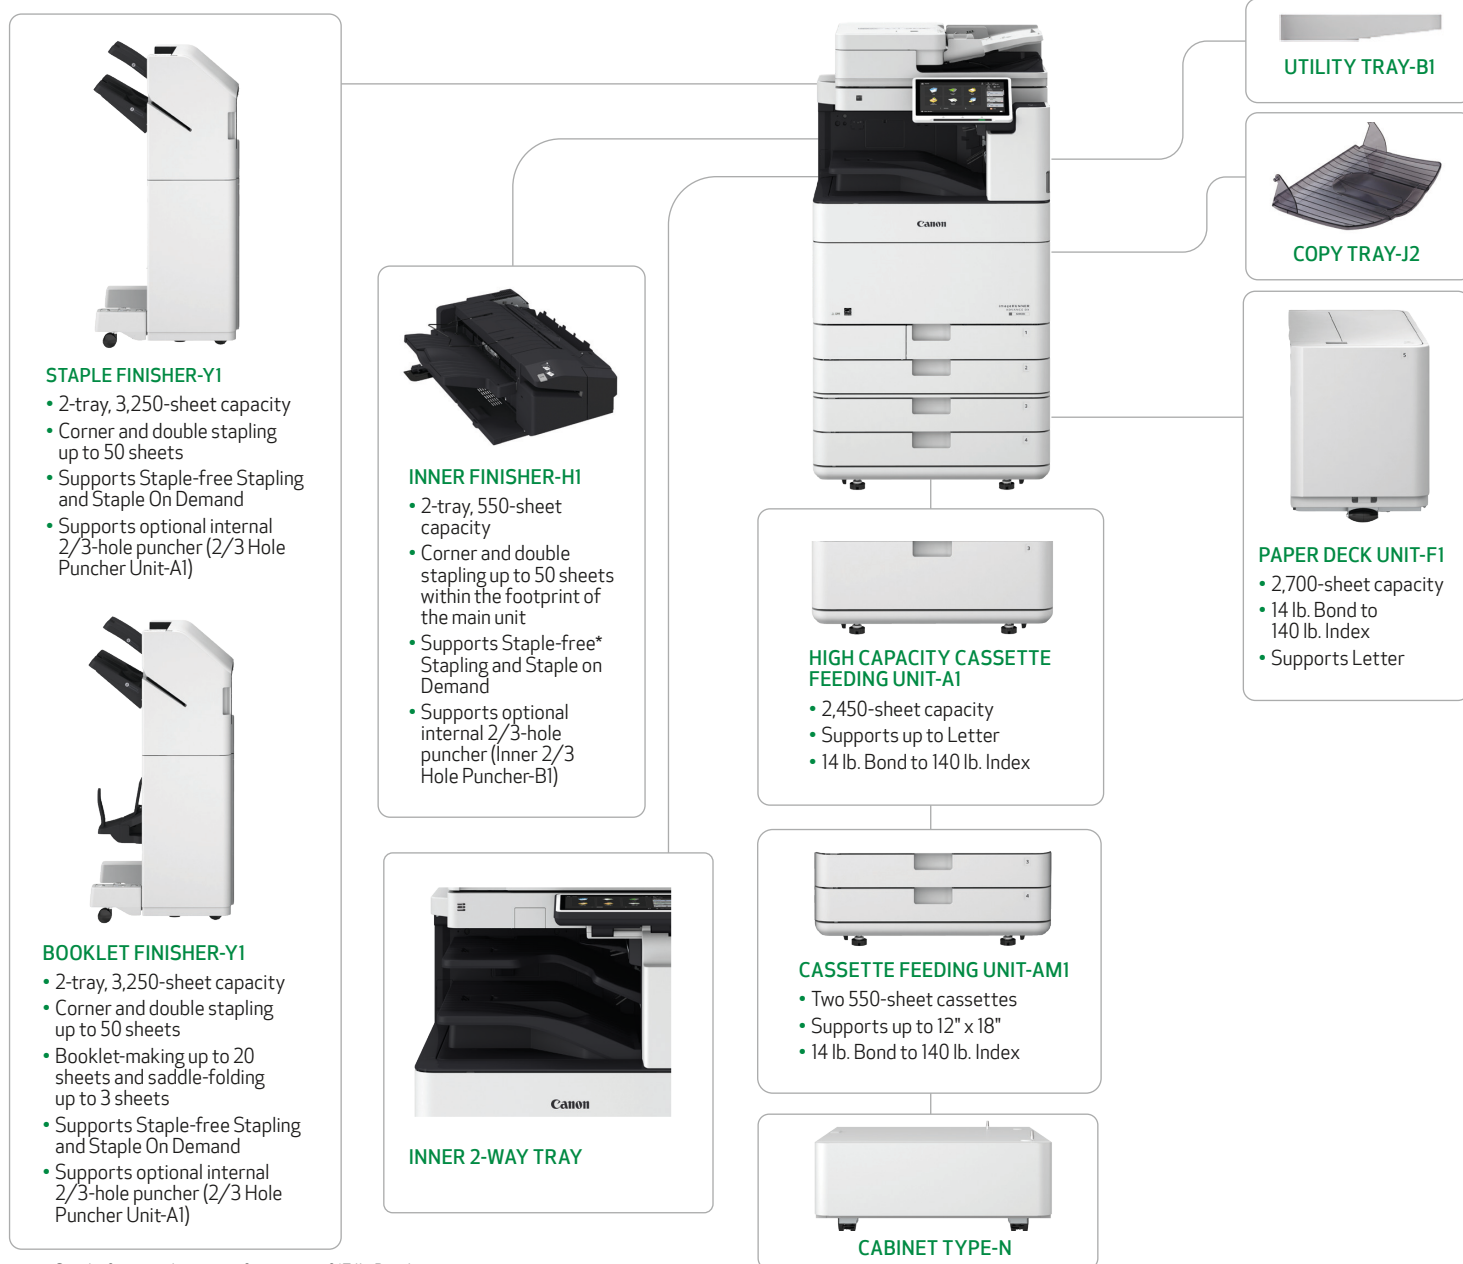 STAPLE FINISHER-Y1
• 2-tray, 3,250-sheet capacity
• Corner and double stapling
up to 50 sheets
• Supports Staple-free Stapling
and Staple On Demand
• Supports optional internal
2/3-hole puncher (2/3 Hole
Puncher Unit-A1)
BOOKLET FINISHER-Y1
• 2-tray, 3,250-sheet capacity
• Corner and double stapling
up to 50 sheets
• Booklet-making up to 20
sheets and saddle-folding
up to 3 sheets
• Supports Staple-free Stapling
and Staple On Demand
• Supports optional internal
2/3-hole puncher (2/3 Hole
Puncher Unit-A1)
INNER FINISHER-H1
• 2-tray, 550-sheet
capacity
• Corner and double
stapling up to 50 sheets
within the footprint of
the main unit
• Supports Staple-free*
Stapling and Staple on
Demand
• Supports optional
internal 2/3-hole
puncher (Inner 2/3
Hole Puncher-B1)
Canon
INNER 2-WAY TRAY
Canon
1
2
3
4
3
HIGH CAPACITY CASSETTE
FEEDING UNIT-A1
• 2,450-sheet capacity
• Supports up to Letter
• 14 lb. Bond to 140 lb. Index
3
4
CASSETTE FEEDING UNIT-AM1
• Two 550-sheet cassettes
• Supports up to 12" x 18"
• 14 lb. Bond to 140 lb. Index
CABINET TYPE-N
UTILITY TRAY-B1
COPY TRAY-J2
5
PAPER DECK UNIT-F1
• 2,700-sheet capacity
• 14 lb. Bond to
140 lb. Index
• Supports Letter